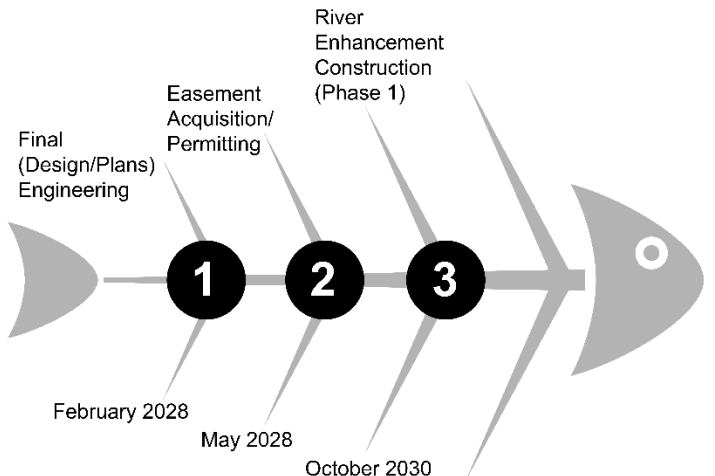 River
Enhancement
Construction
(Phase 1)
Easement
Acquisition/
Permitting
Final
(Design/Plans)
Engineering
1
2
3
February 2028
May 2028
October 2030